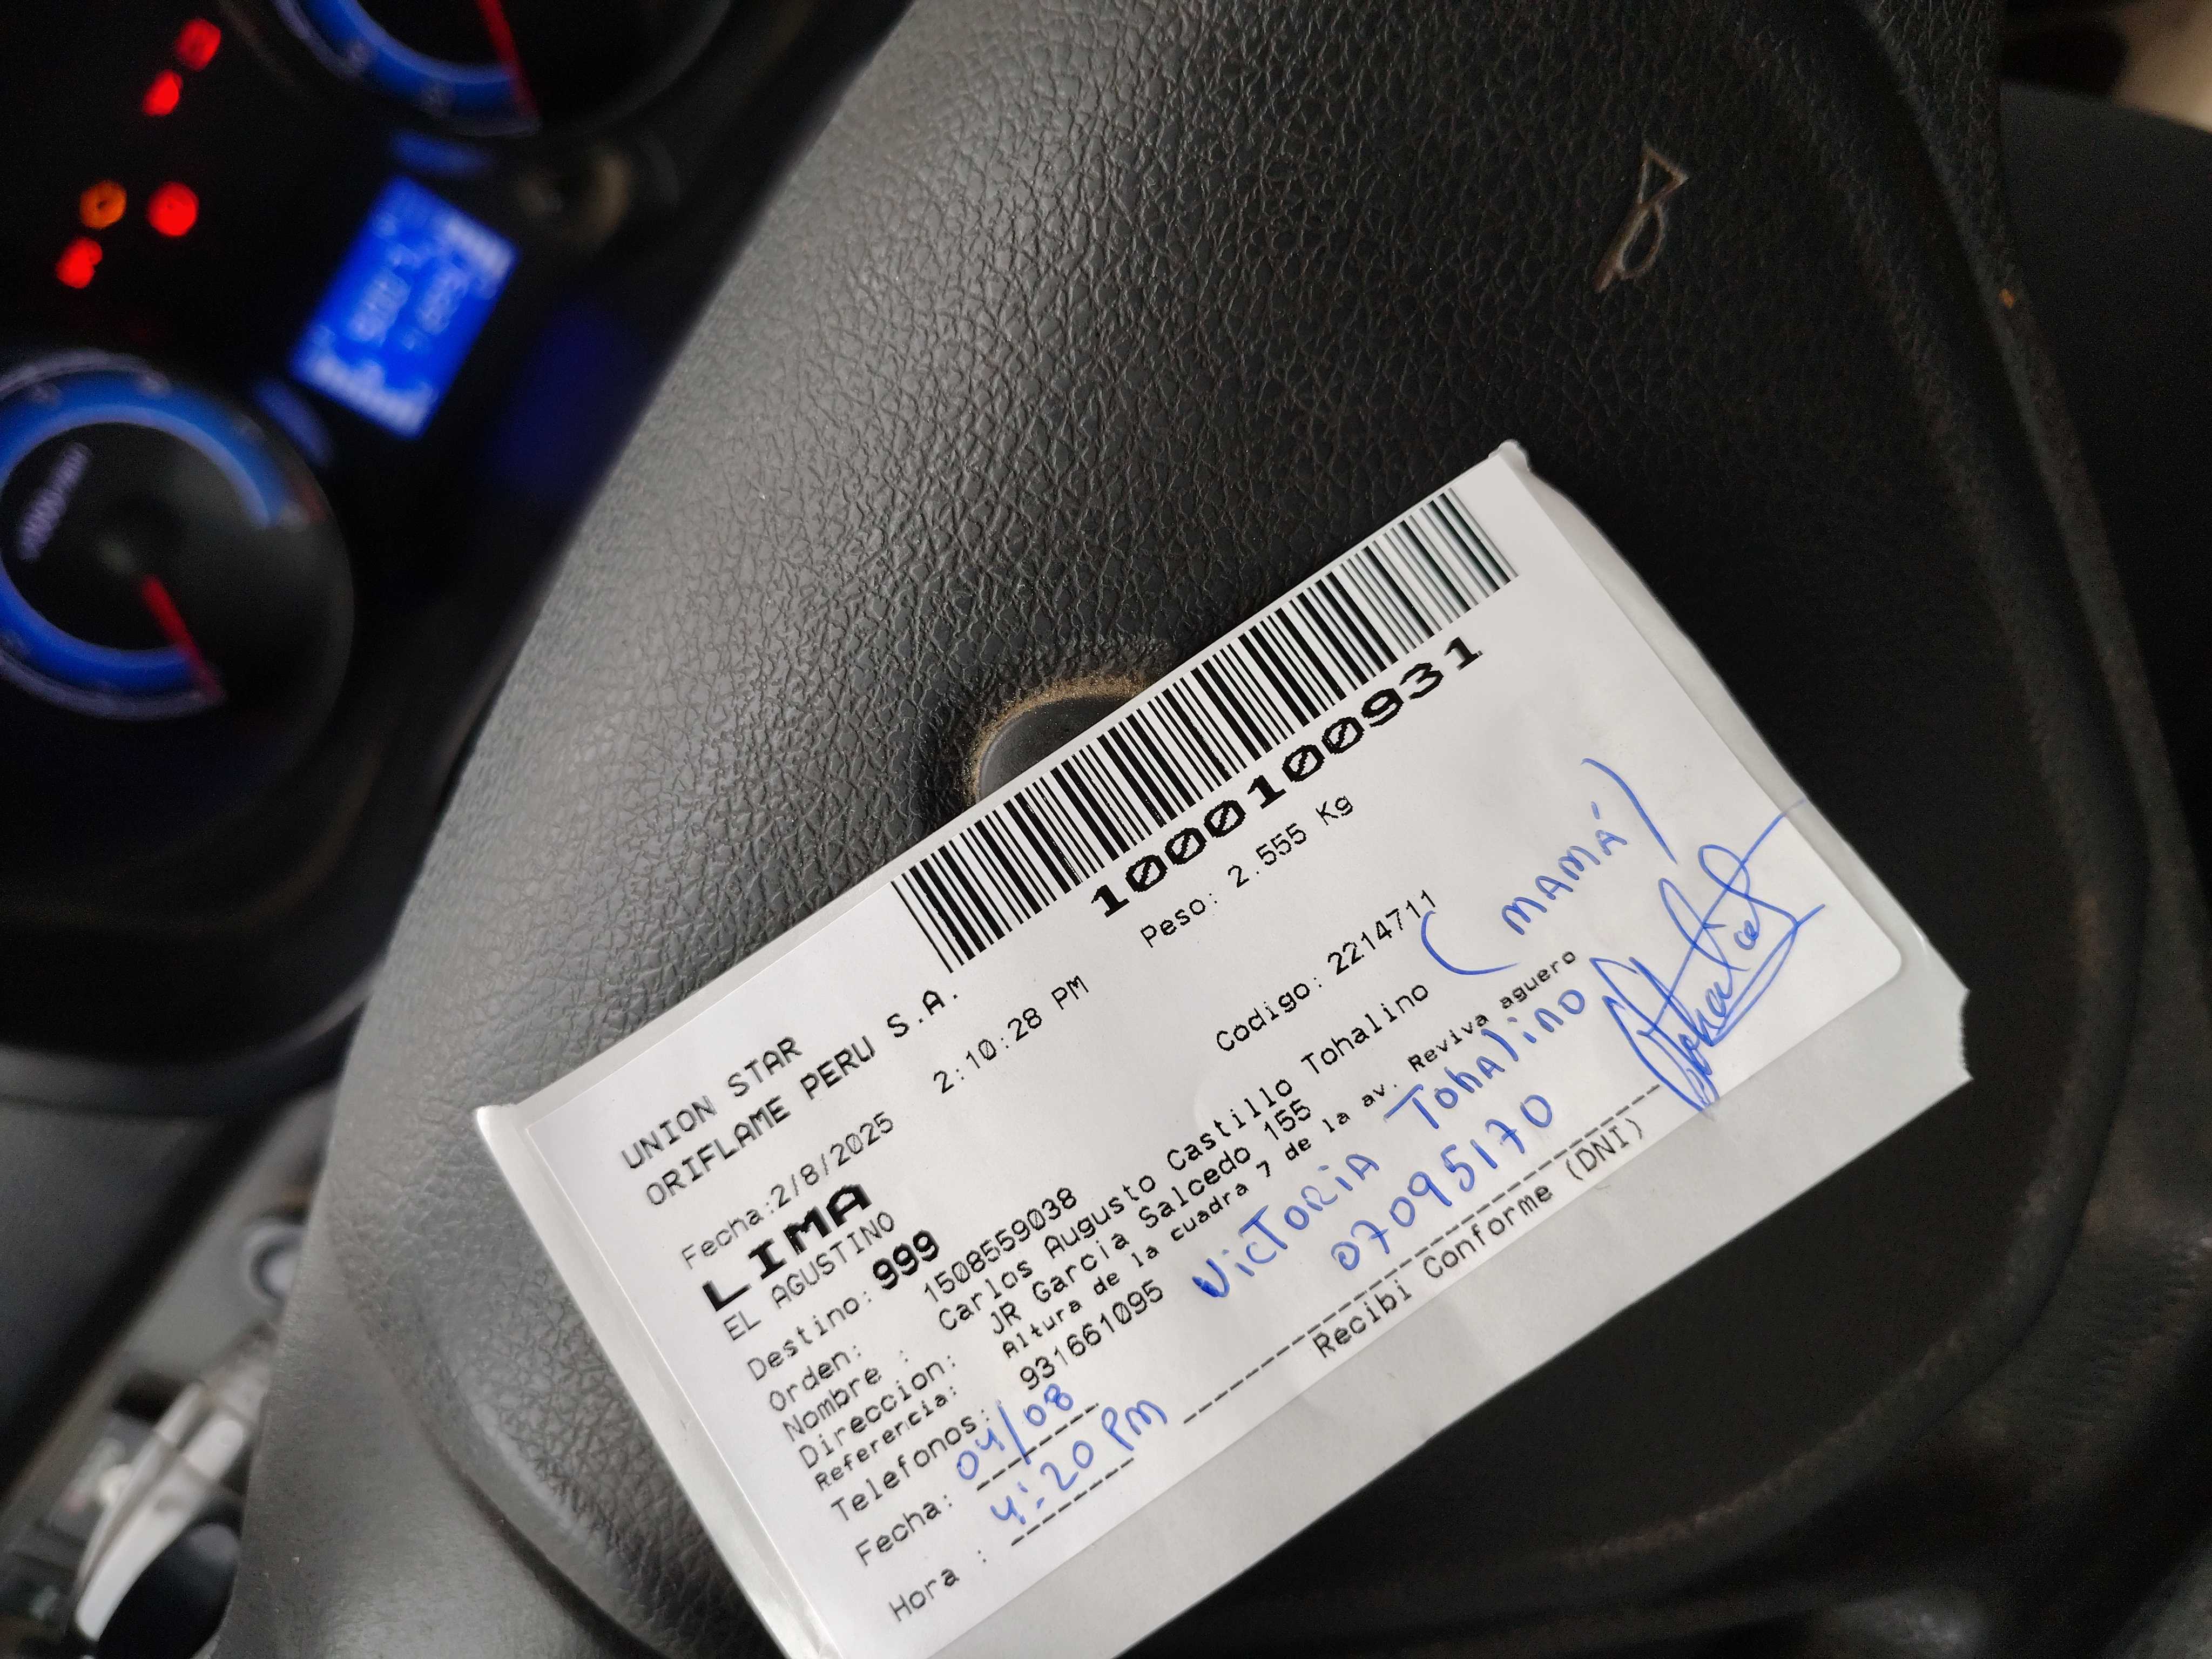 1000100931
UNION STAR
ORIFLAME PERU S.A.
Fecha:2/8/2025 2:10:28 PM Peso: 2.555 Kg
LIMA
EL AGUSTINO
Destino: 999
Orden: 1508559038 Codigo: 2214711
Nombre : Carlos Augusto Castillo Tohalino (MAMÁ)
Direccion: JR Garcia Salcedo 155
Referencia: Altura de la cuadra 7 de la av. Reviva aguero
Telefonos: 931661095 VICTORIA Tohalino
Fecha: 04/08 07095170
Hora : 4:20 PM
Recibi Conforme (DNI)